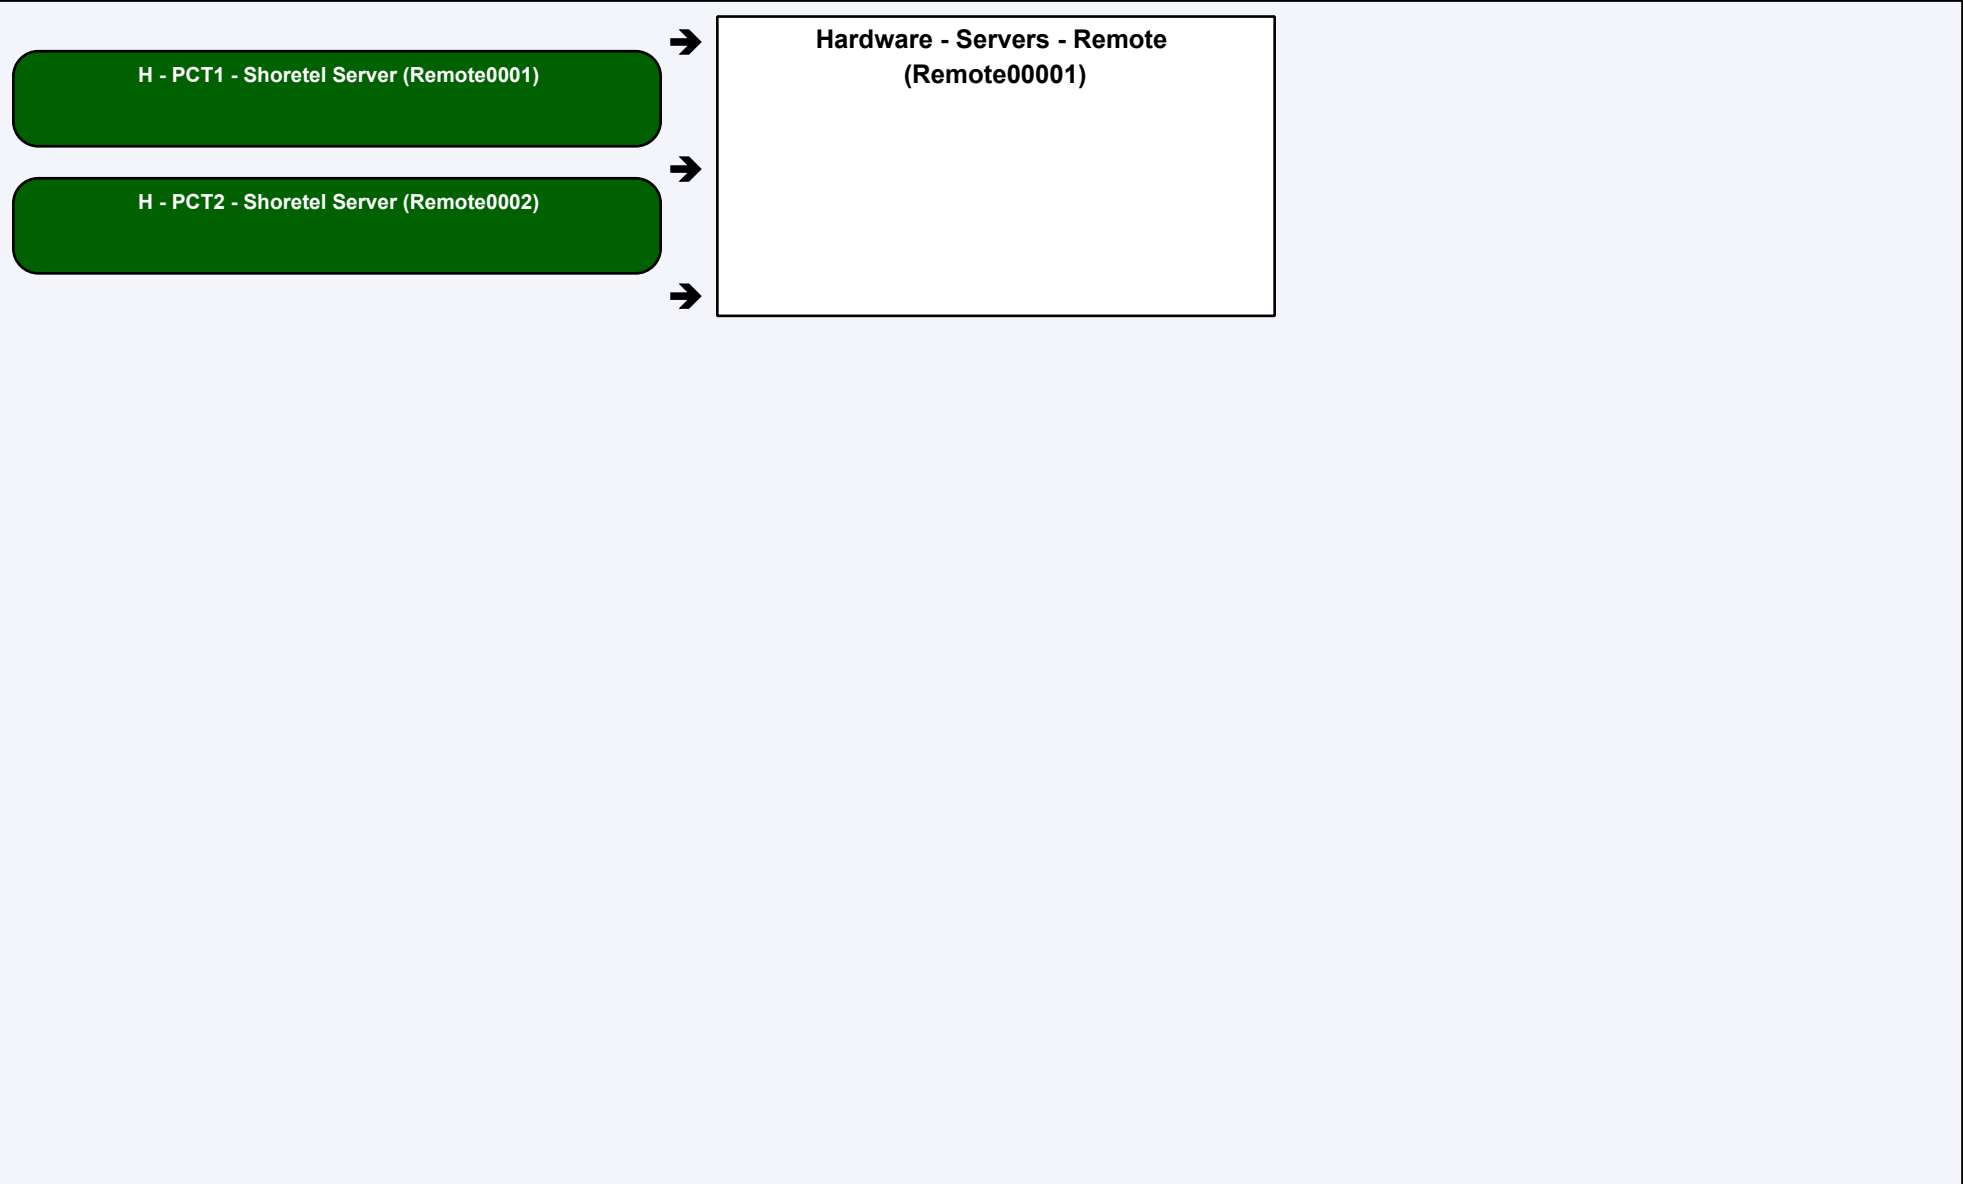 H - PCT1 - Shoretel Server (Remote0001)
H - PCT2 - Shoretel Server (Remote0002)
Hardware - Servers - Remote
(Remote00001)